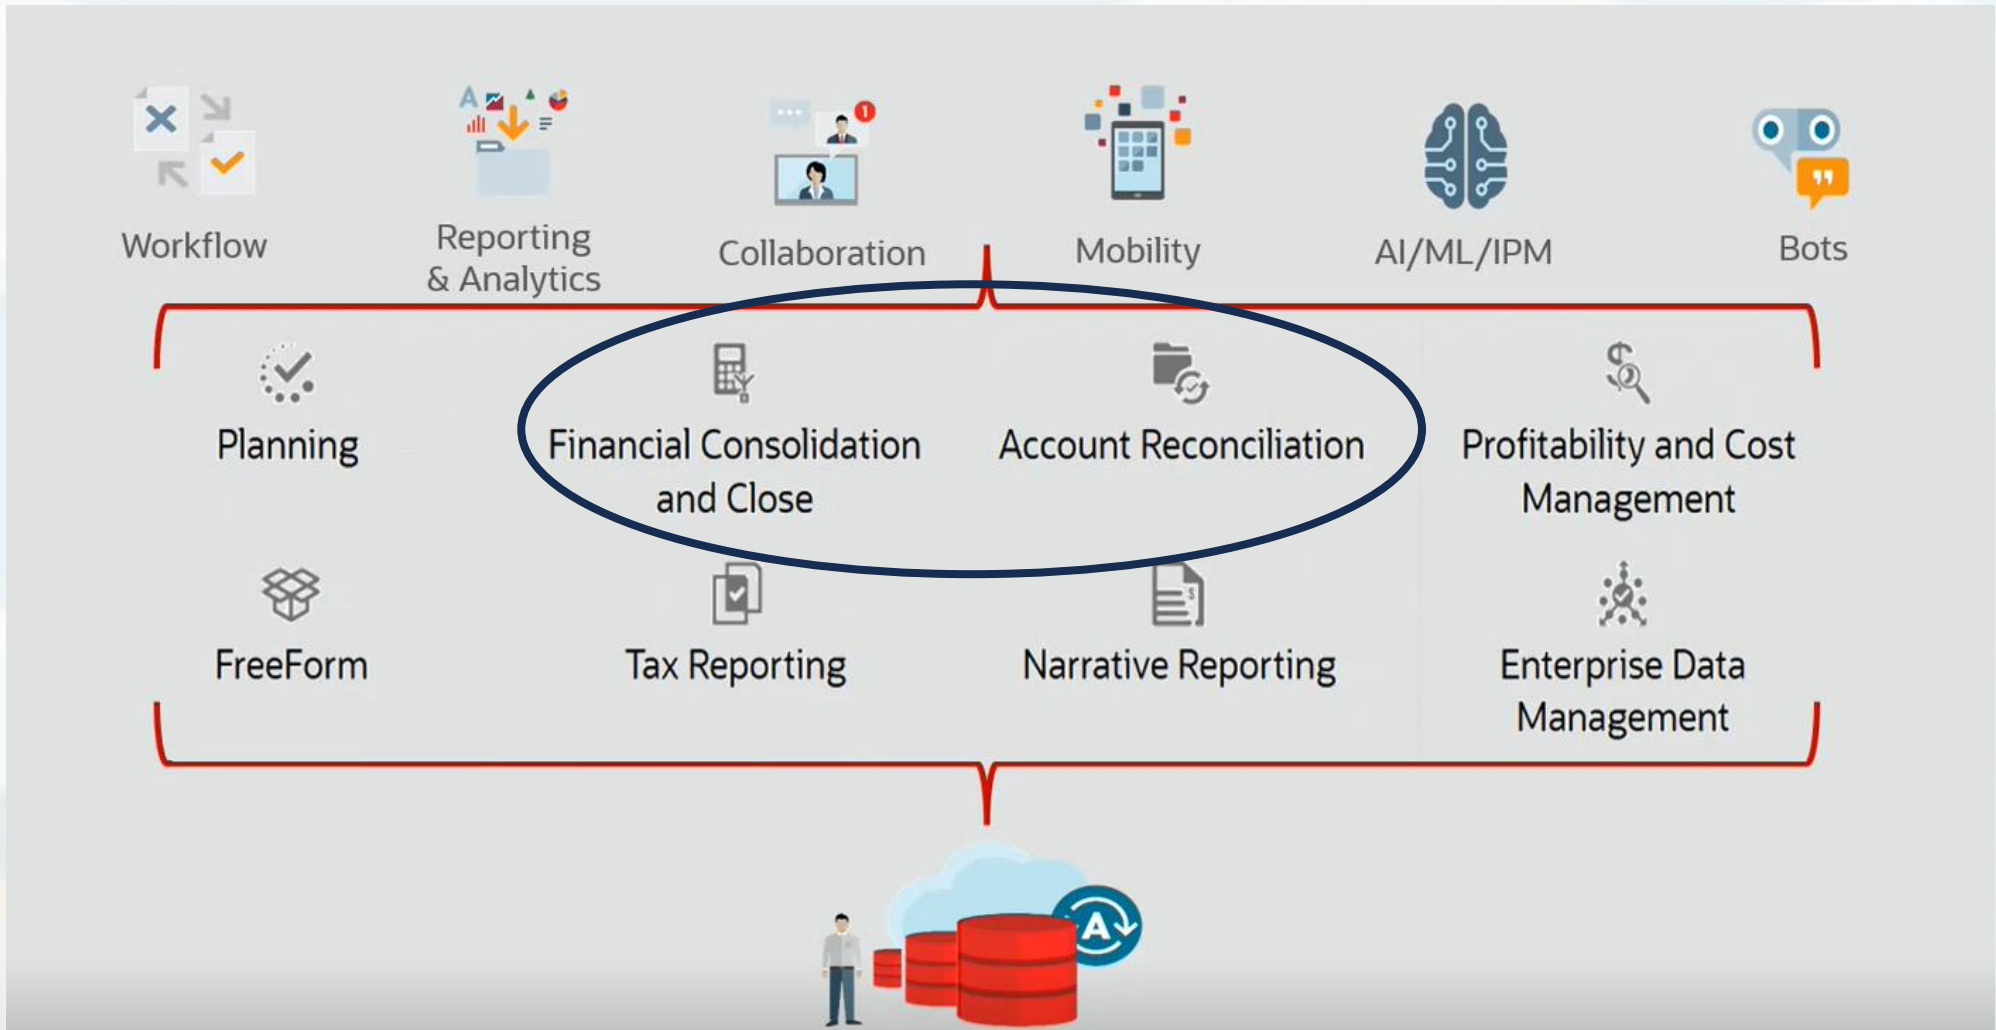 A
1
Workflow
Reporting
& Analytics
Collaboration
Mobility
AI/ML/IPM
Bots
Planning
Financial Consolidation
and Close
Account Reconciliation
Profitability and Cost
Management
FreeForm
Tax Reporting
Narrative Reporting
Enterprise Data
Management
A